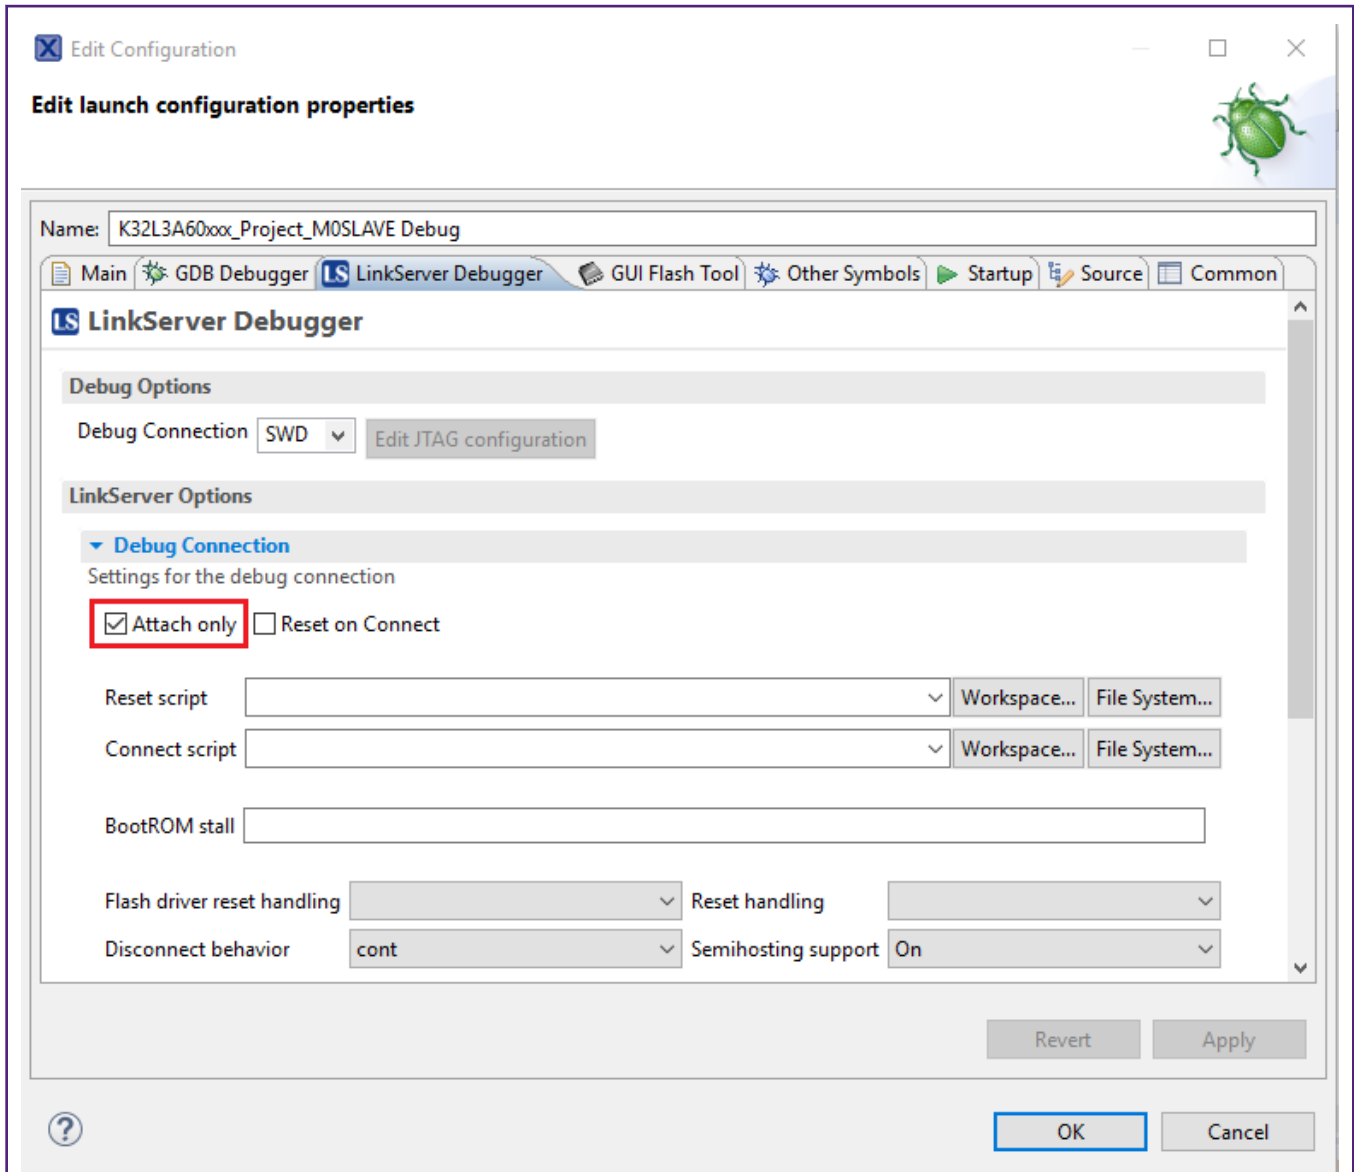 Edit Configuration
Edit launch configuration properties
Name: K32L3A60xxx_Project_M0SLAVE Debug
Main GDB Debugger LS LinkServer Debugger GUI Flash Tool Other Symbols Startup Source Common
LS LinkServer Debugger
Debug Options
Debug Connection SWD Edit JTAG configuration
LinkServer Options
Debug Connection
Settings for the debug connection
Attach only Reset on Connect
Reset script Workspace... File System...
Connect script Workspace... File System...
BootROM stall
Flash driver reset handling Reset handling
Disconnect behavior cont Semihosting support On
Revert Apply
OK Cancel